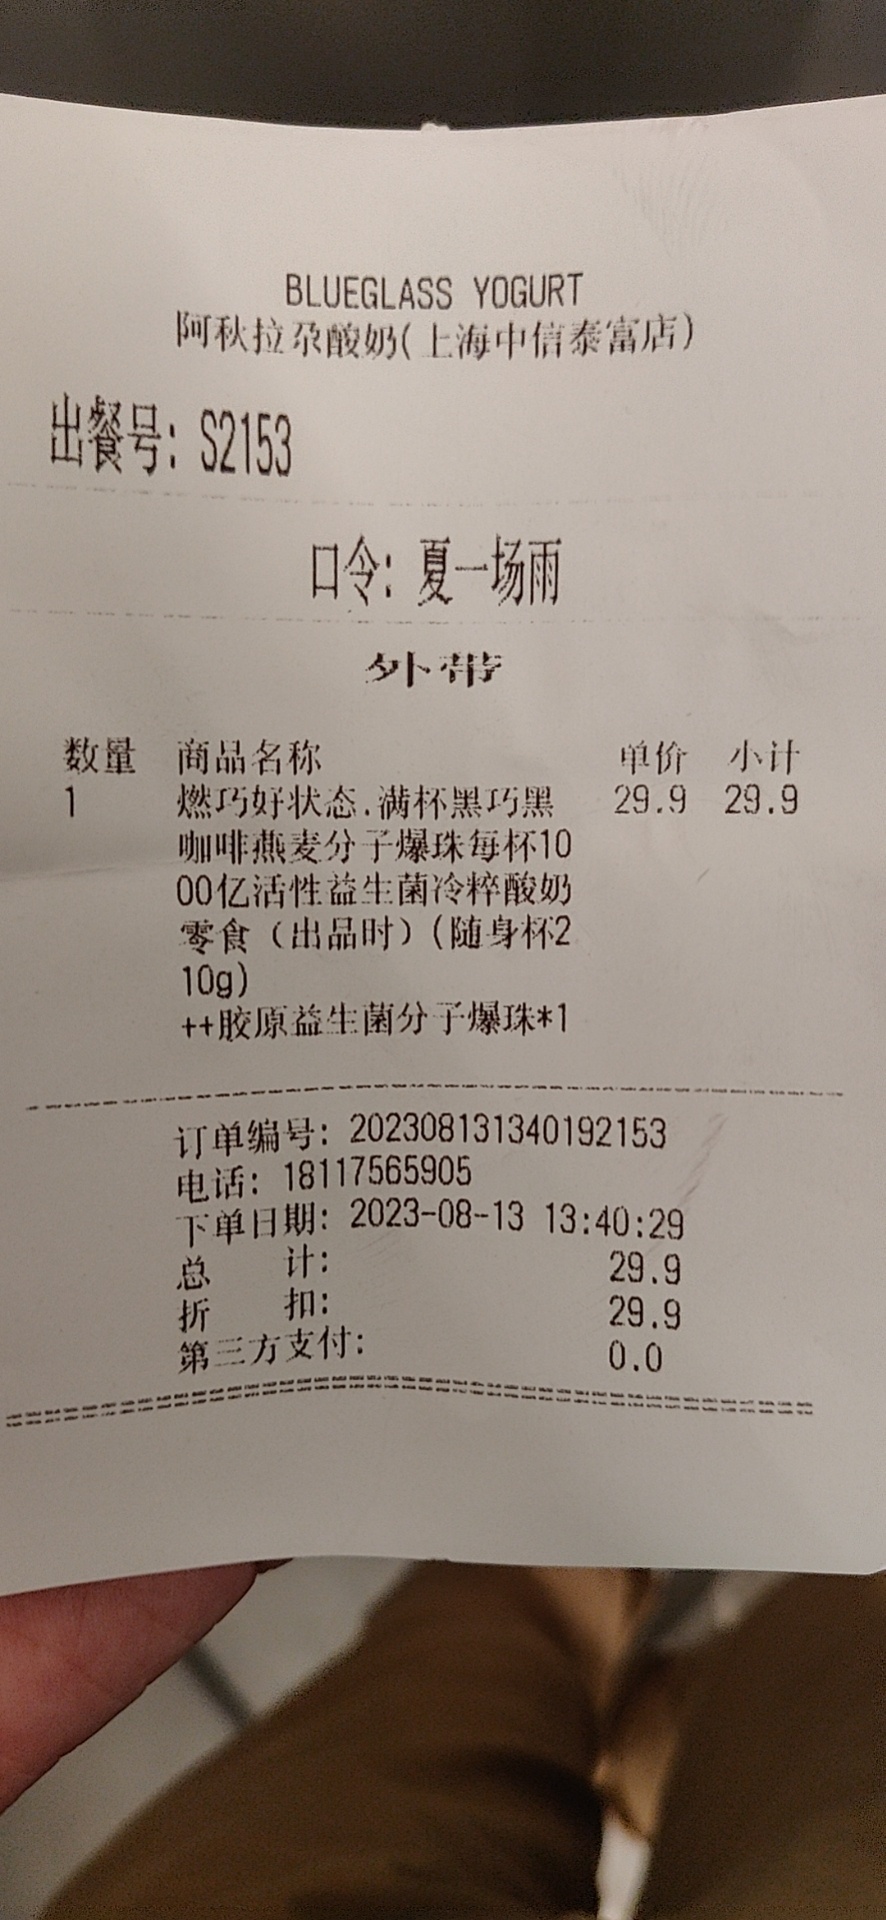 BLUEGLASS YOGURT
阿秋拉尕酸奶(上海中信泰富店)
出餐号: S2153
口令: 夏一场雨
外带
数量 商品名称 单价 小计
1 燃巧好状态.满杯黑巧黑 29.9 29.9
咖啡燕麦分子爆珠每杯10
00亿活性益生菌冷粹酸奶
零食（出品时）(随身杯2
10g)
++胶原益生菌分子爆珠*1
订单编号: 202308131340192153
电话: 18117565905
下单日期: 2023-08-13 13:40:29
总 计: 29.9
折 扣: 29.9
第三方支付: 0.0